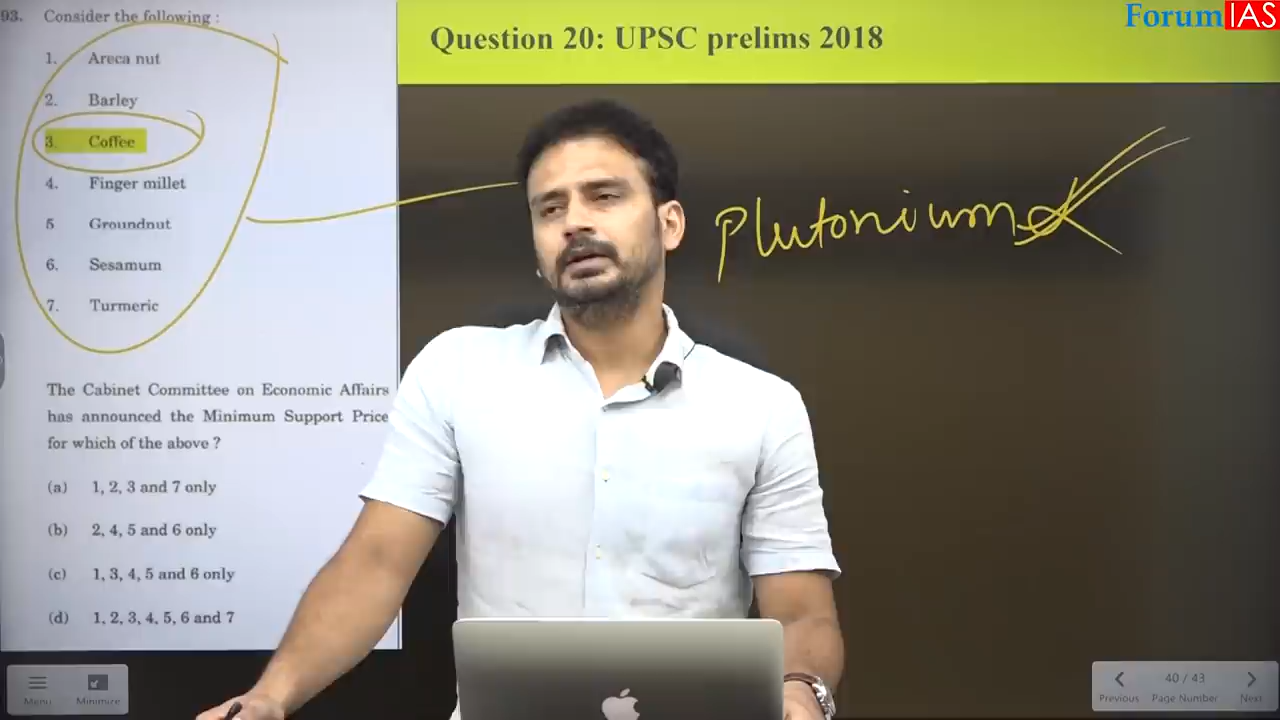 93. Consider the following :
1. Areca nut
2. Barley
3. Coffee
4. Finger millet
5 Groundnut
6. Sesamum
7. Turmeric
The Cabinet Committee on Economic Affairs
has announced the Minimum Support Price
for which of the above ?
(a) 1, 2, 3 and 7 only
(b) 2, 4, 5 and 6 only
(c) 1, 3, 4, 5 and 6 only
(d) 1, 2, 3, 4, 5, 6 and 7
Question 20: UPSC prelims 2018
ForumIAS
Plutonium
Menu
Minimize
40 / 43
Previous
Page Number
Next